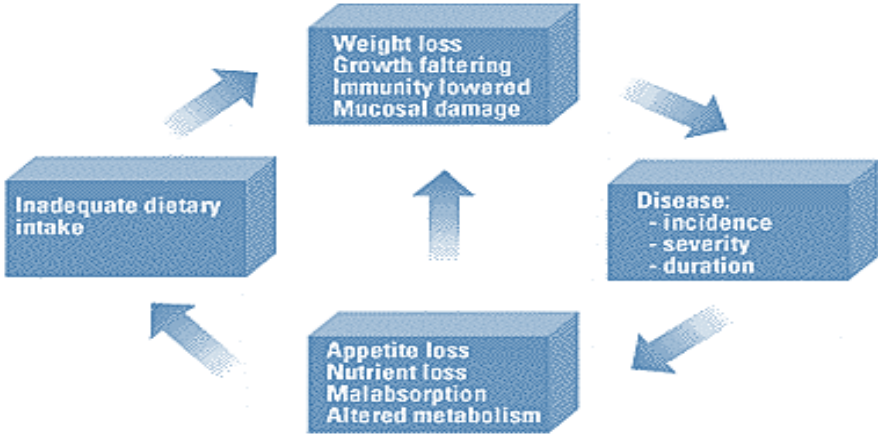 Weight loss
Growth faltering
Immunity lowered
Mucosal damage
Inadequate dietary
intake
Disease:
- incidence
- severity
- duration
Appetite loss
Nutrient loss
Malabsorption
Altered metabolism